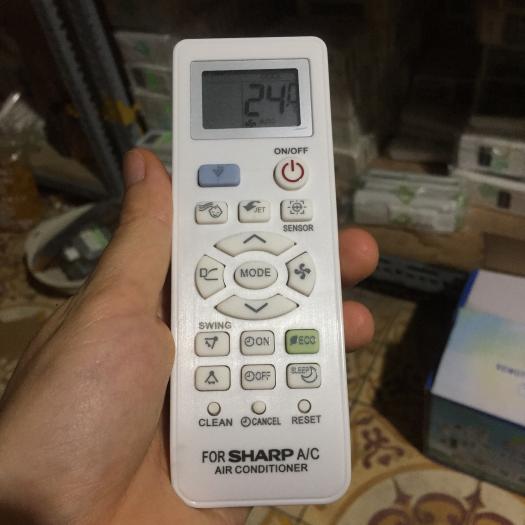 24°
ON/OFF
JET
SENSOR
MODE
SWING
ON
ECO
OFF
SLEEP
CLEAN
CANCEL
RESET
FOR SHARP A/C
AIR CONDITIONER